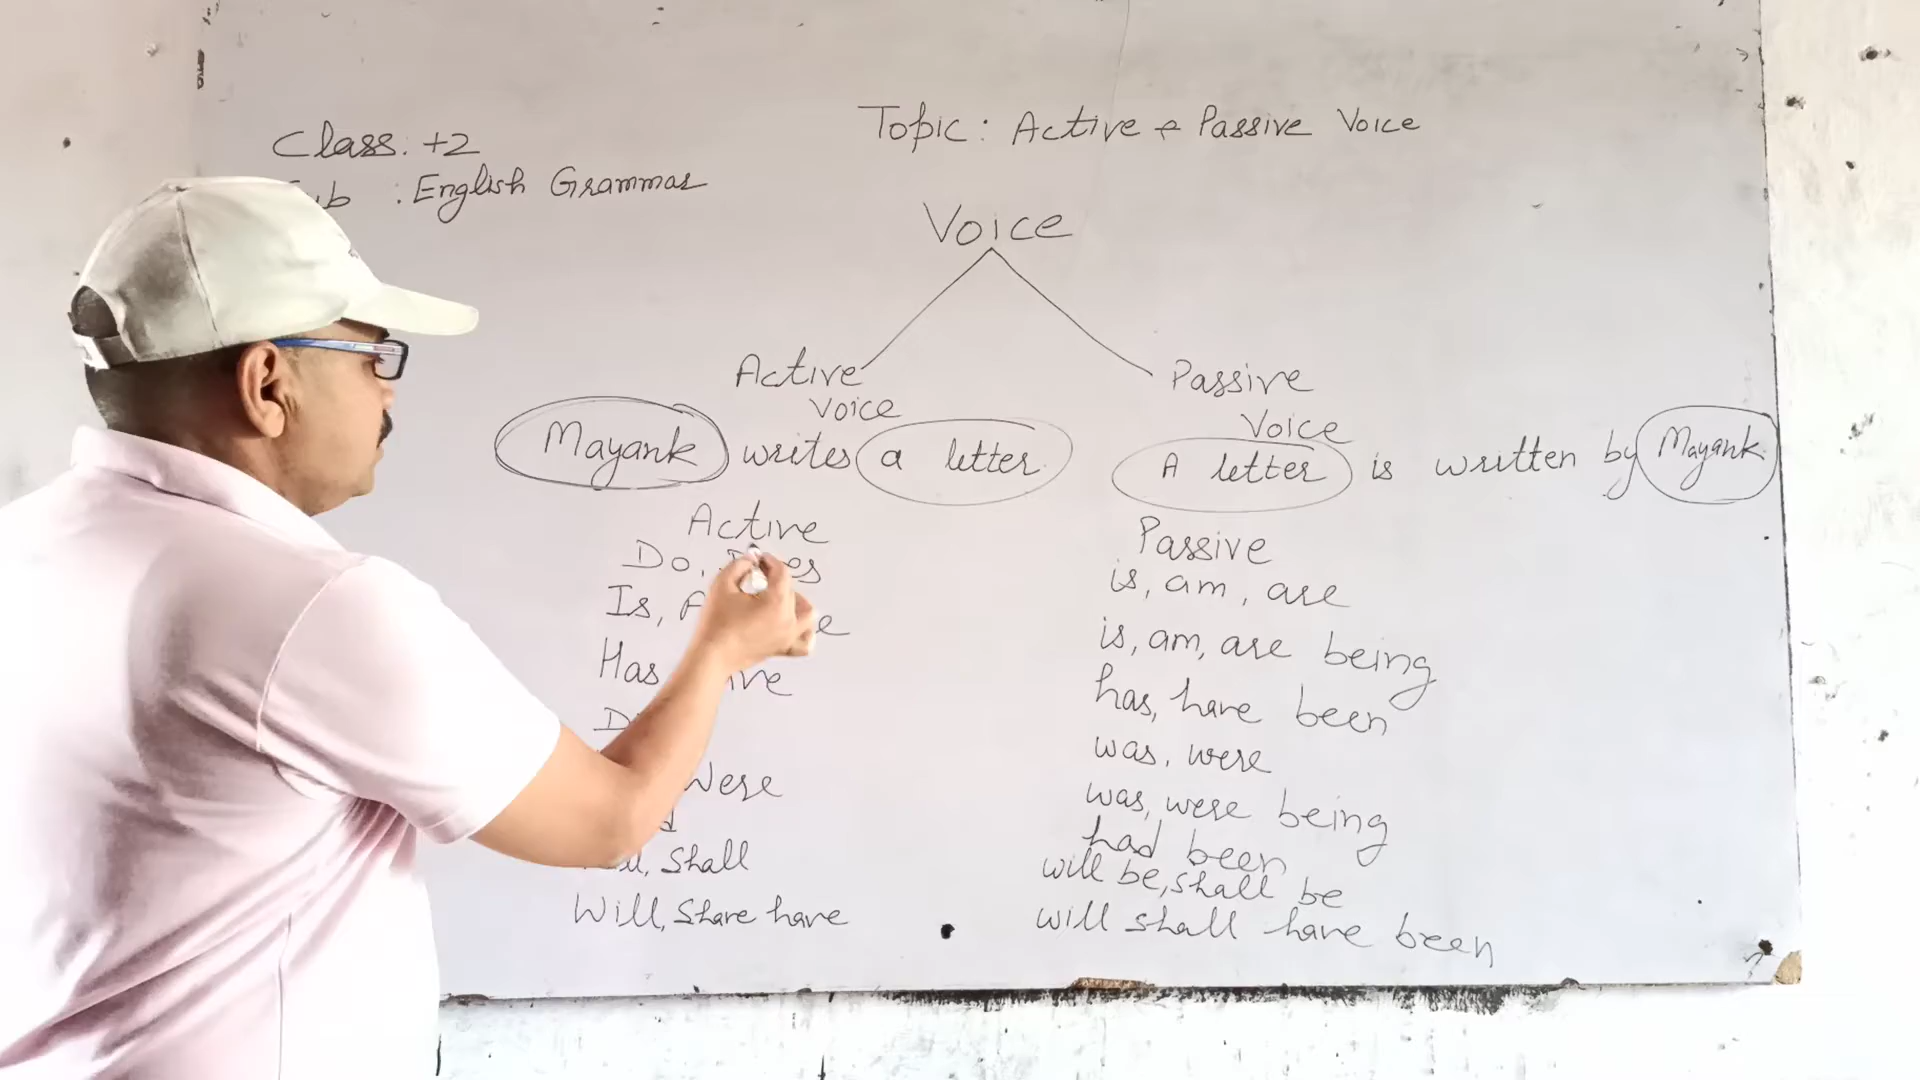 Class: +2
Topic: Active & Passive Voice
: English Grammar
Voice
Active Voice
Passive Voice
Mayank writes a letter.
A letter is written by Mayank.
Active
Passive
Do,
is, am, are
Is,
is, am, are being
Has
has, have been
was, were
Were
was, were being
had been
Shall
will be, shall be
Will, Share have
will shall have been